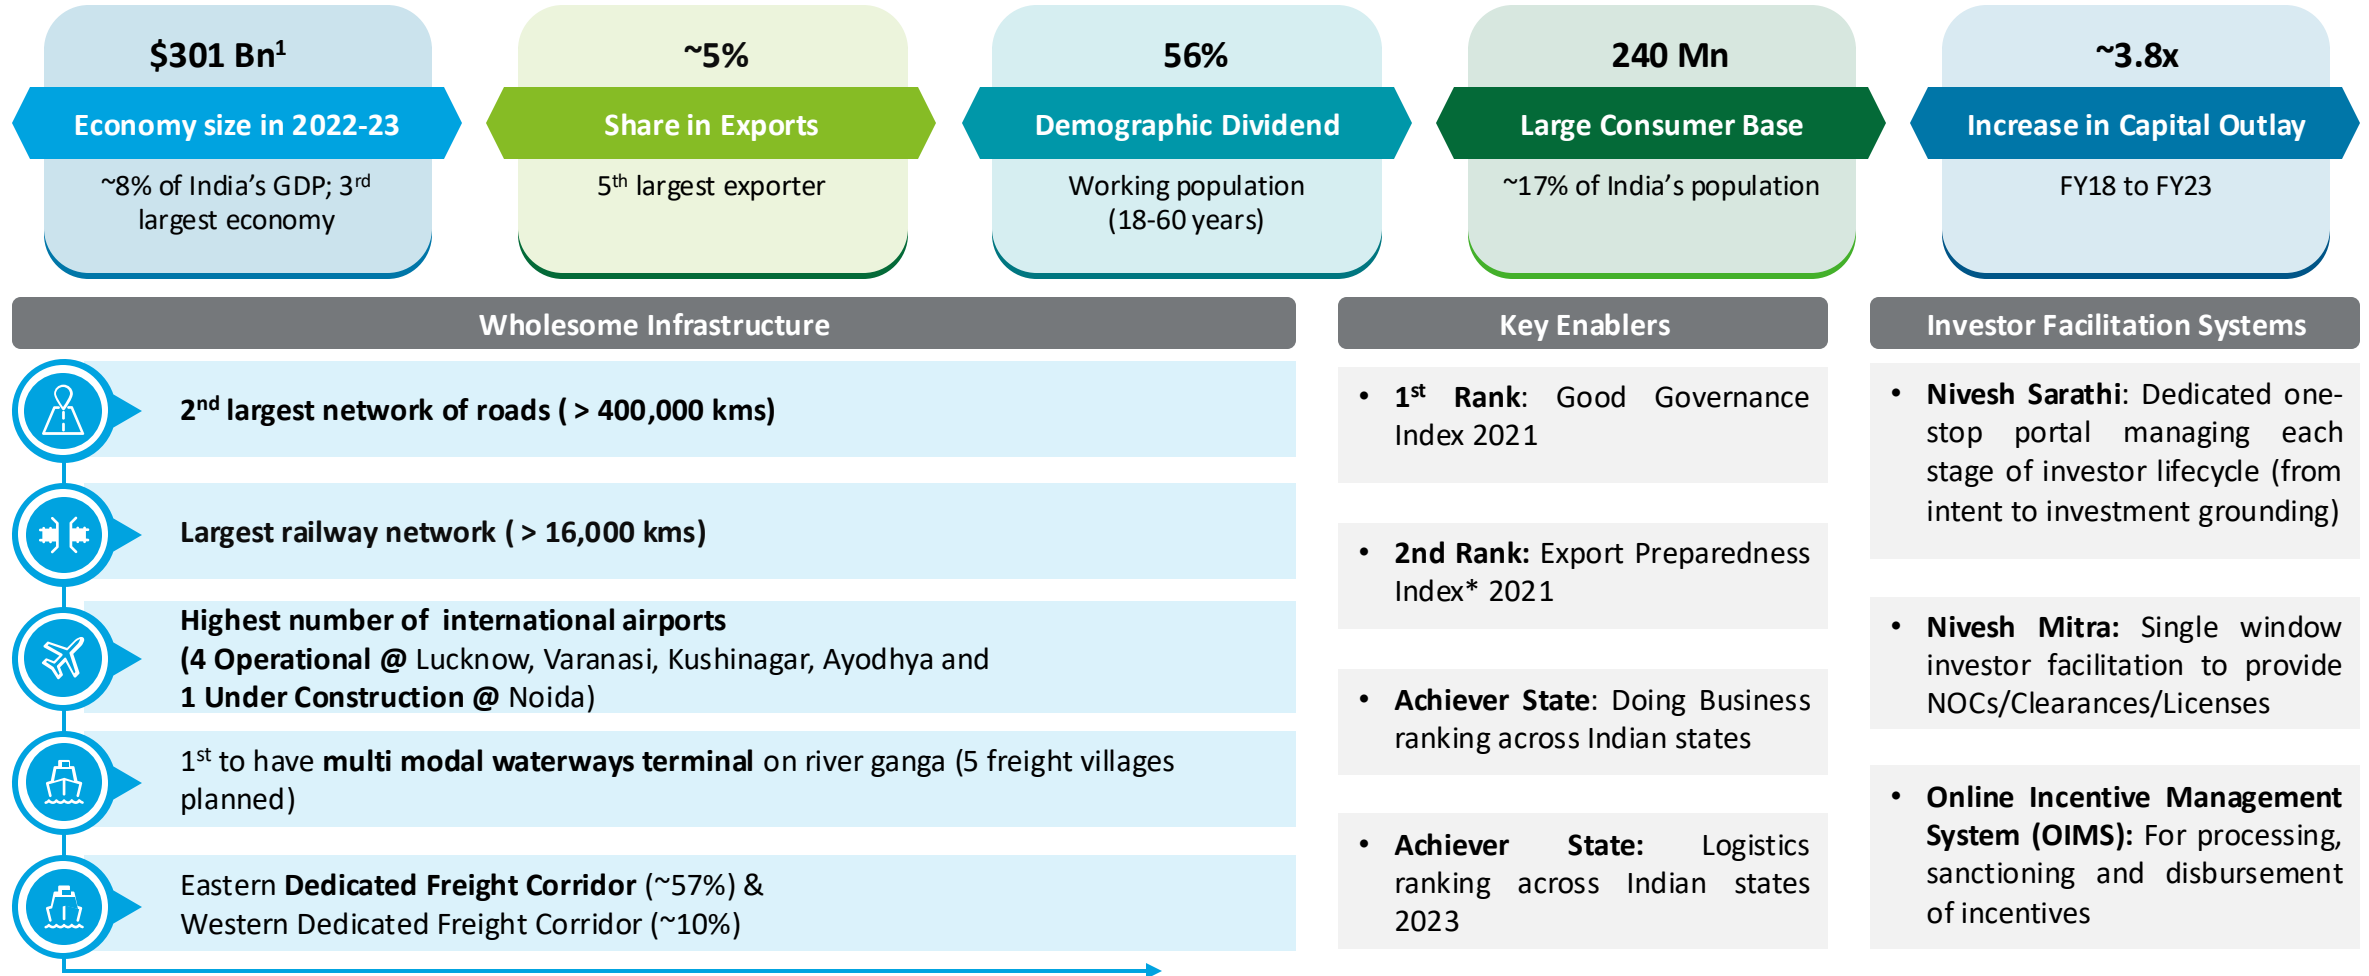 $301 Bn1
Economy size in 2022-23
~8% of India's GDP; 3rd
largest economy
~5%
Share in Exports
5th largest exporter
56%
Demographic Dividend
Working population
(18-60 years)
240 Mn
Large Consumer Base
~17% of India's population
~3.8x
Increase in Capital Outlay
FY18 to FY23
Wholesome Infrastructure
2nd largest network of roads ( > 400,000 kms)
Largest railway network ( > 16,000 kms)
Highest number of international airports
(4 Operational @ Lucknow, Varanasi, Kushinagar, Ayodhya and
1 Under Construction @ Noida)
1st to have multi modal waterways terminal on river ganga (5 freight villages
planned)
Eastern Dedicated Freight Corridor (~57%) &
Western Dedicated Freight Corridor (~10%)
Key Enablers
• 1st Rank: Good Governance
Index 2021
• 2nd Rank: Export Preparedness
Index* 2021
• Achiever State: Doing Business
ranking across Indian states
• Achiever State: Logistics
ranking across Indian states
2023
Investor Facilitation Systems
• Nivesh Sarathi: Dedicated one-
stop portal managing each
stage of investor lifecycle (from
intent to investment grounding)
• Nivesh Mitra: Single window
investor facilitation to provide
NOCs/Clearances/Licenses
• Online Incentive Management
System (OIMS): For processing,
sanctioning and disbursement
of incentives